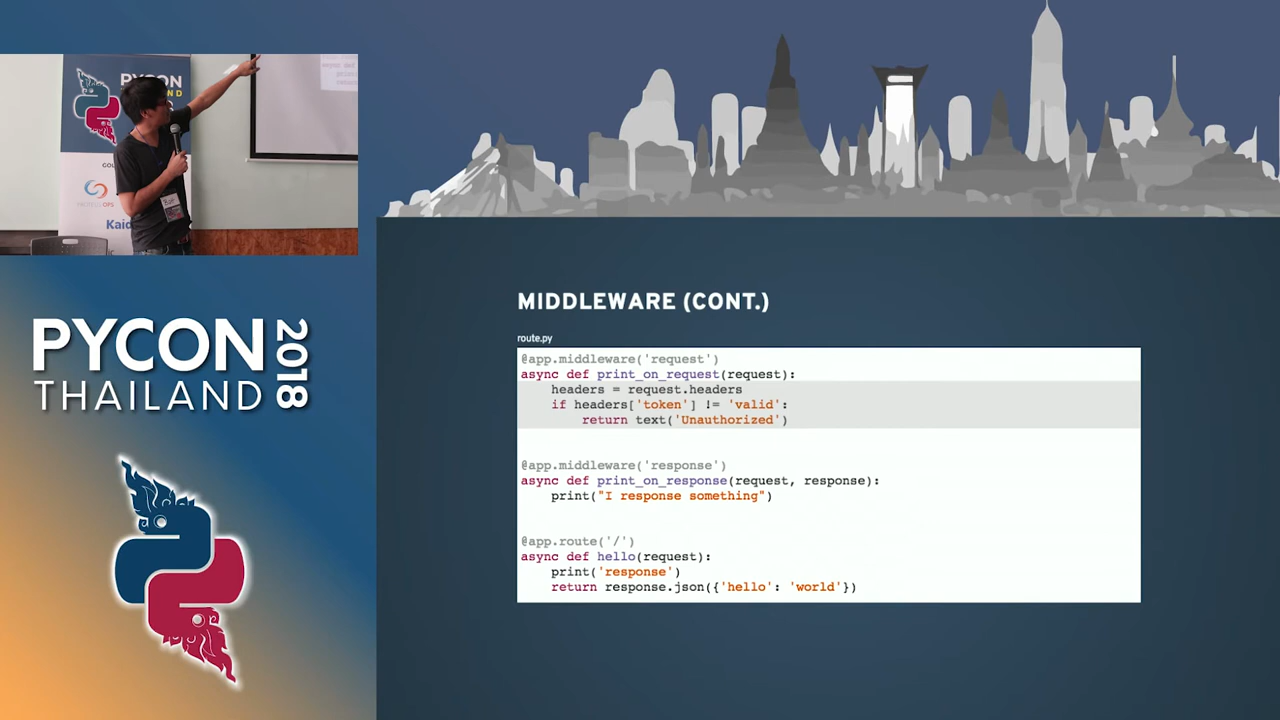 PYCON
MIDDLEWARE (CONT.)
route.py
@app.middleware('request')
async def print_on_request(request):
    headers = request.headers
    if headers['token'] != 'valid':
        return text('Unauthorized')
@app.middleware('response')
async def print_on_response(request, response):
    print("I response something")
@app.route('/')
async def hello(request):
    print('response')
    return response.json({'hello': 'world'})
PYCON 2018
THAILAND